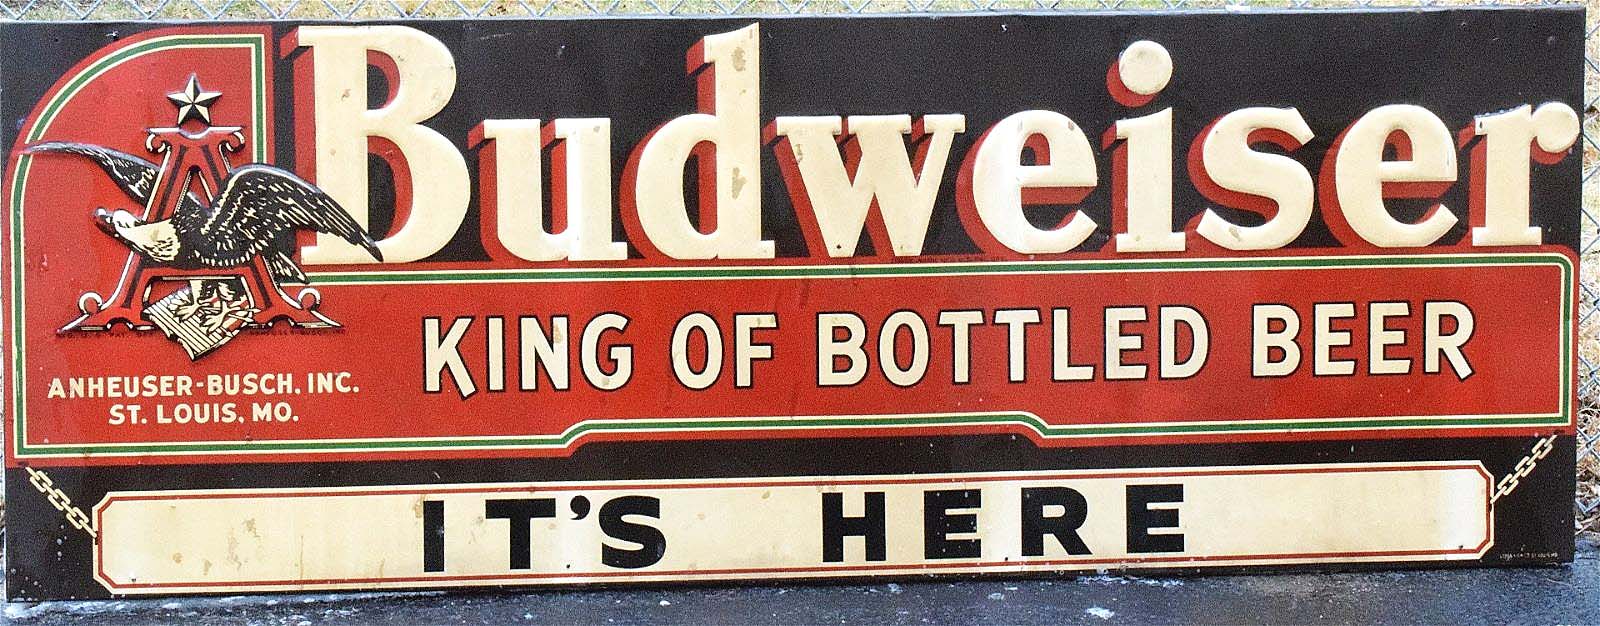 Budweiser
KING OF BOTTLED BEER
ANHEUSER-BUSCH, INC.
ST. LOUIS, MO.
IT'S HERE